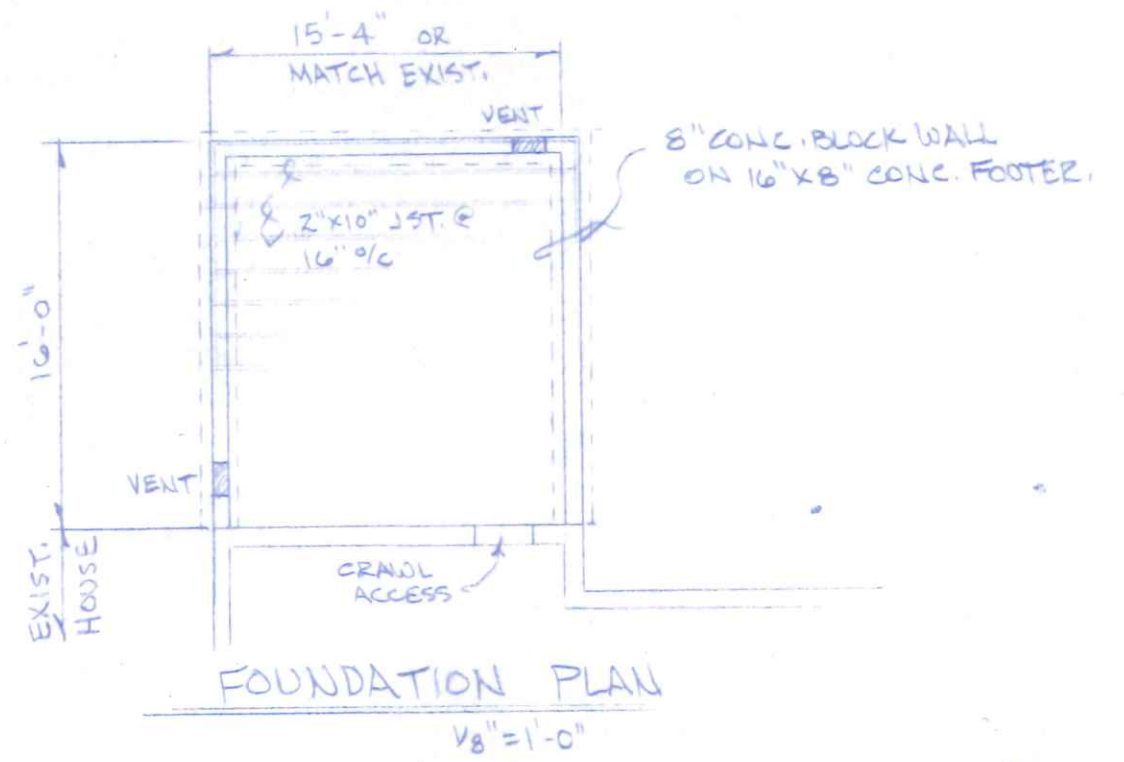 15'-4" OR
MATCH EXIST.
VENT
8" CONC. BLOCK WALL
ON 16"X8" CONC. FOOTER.
2"X10" JST. @
16" O/C
16'-0"
VENT
EXIST.
HOUSE
CRAWL
ACCESS
FOUNDATION PLAN
1/8"=1'-0"